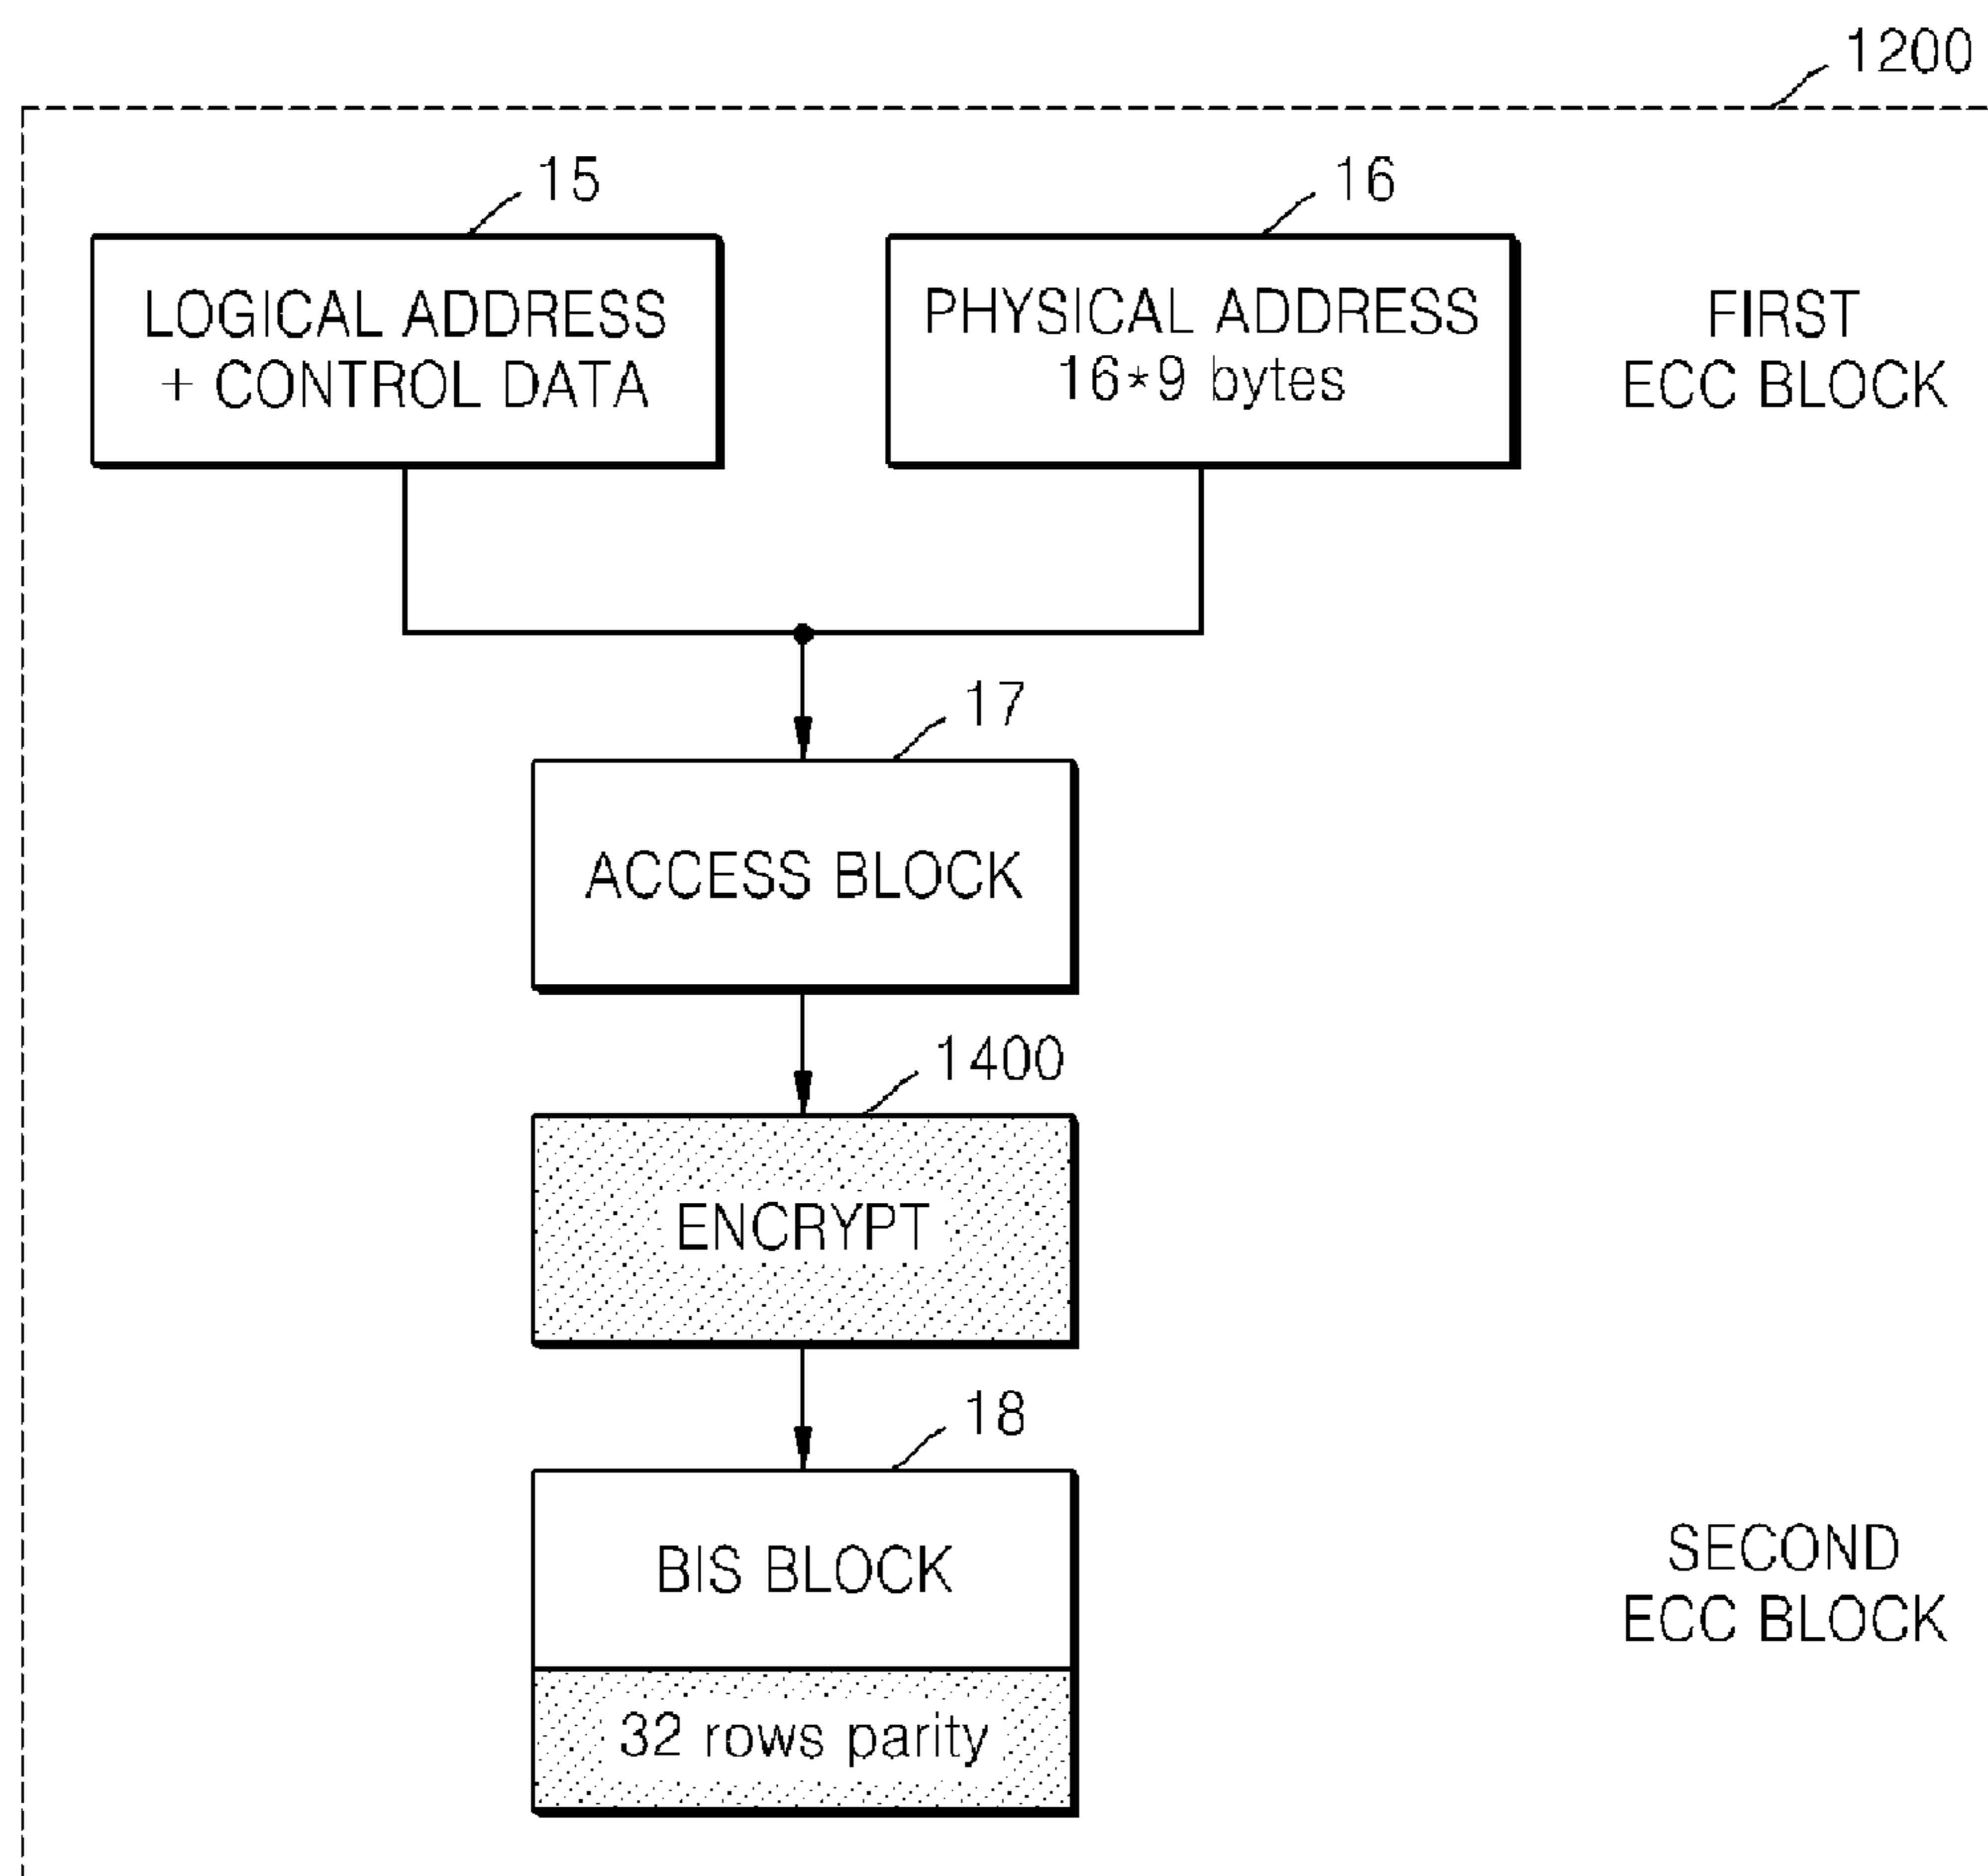 1200
15
16
LOGICAL ADDRESS
+ CONTROL DATA
PHYSICAL ADDRESS
16*9 bytes
FIRST
ECC BLOCK
17
ACCESS BLOCK
1400
ENCRYPT
18
BIS BLOCK
SECOND
ECC BLOCK
32 rows parity